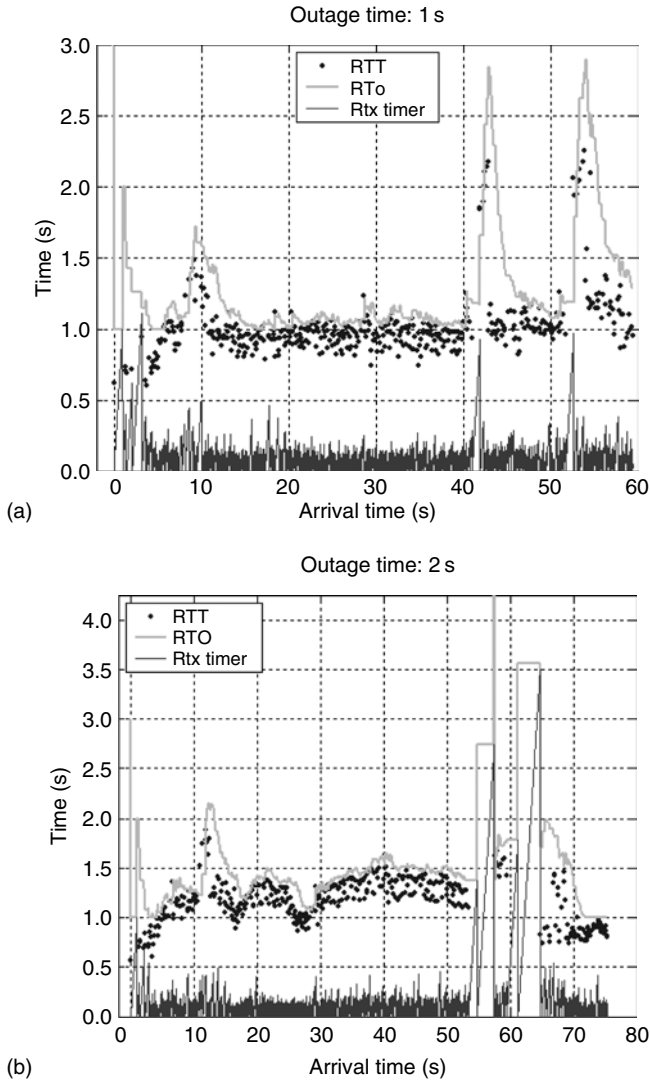 Outage time: 1 s
3.0
2.5
2.0
1.5
1.0
0.5
0.0
Time (s)
RTT
RTo
Rtx timer
0 10 20 30 40 50 60
Arrival time (s)
(a)
Outage time: 2 s
4.0
3.5
3.0
2.5
2.0
1.5
1.0
0.5
0.0
Time (s)
RTT
RTO
Rtx timer
0 10 20 30 40 50 60 70 80
Arrival time (s)
(b)